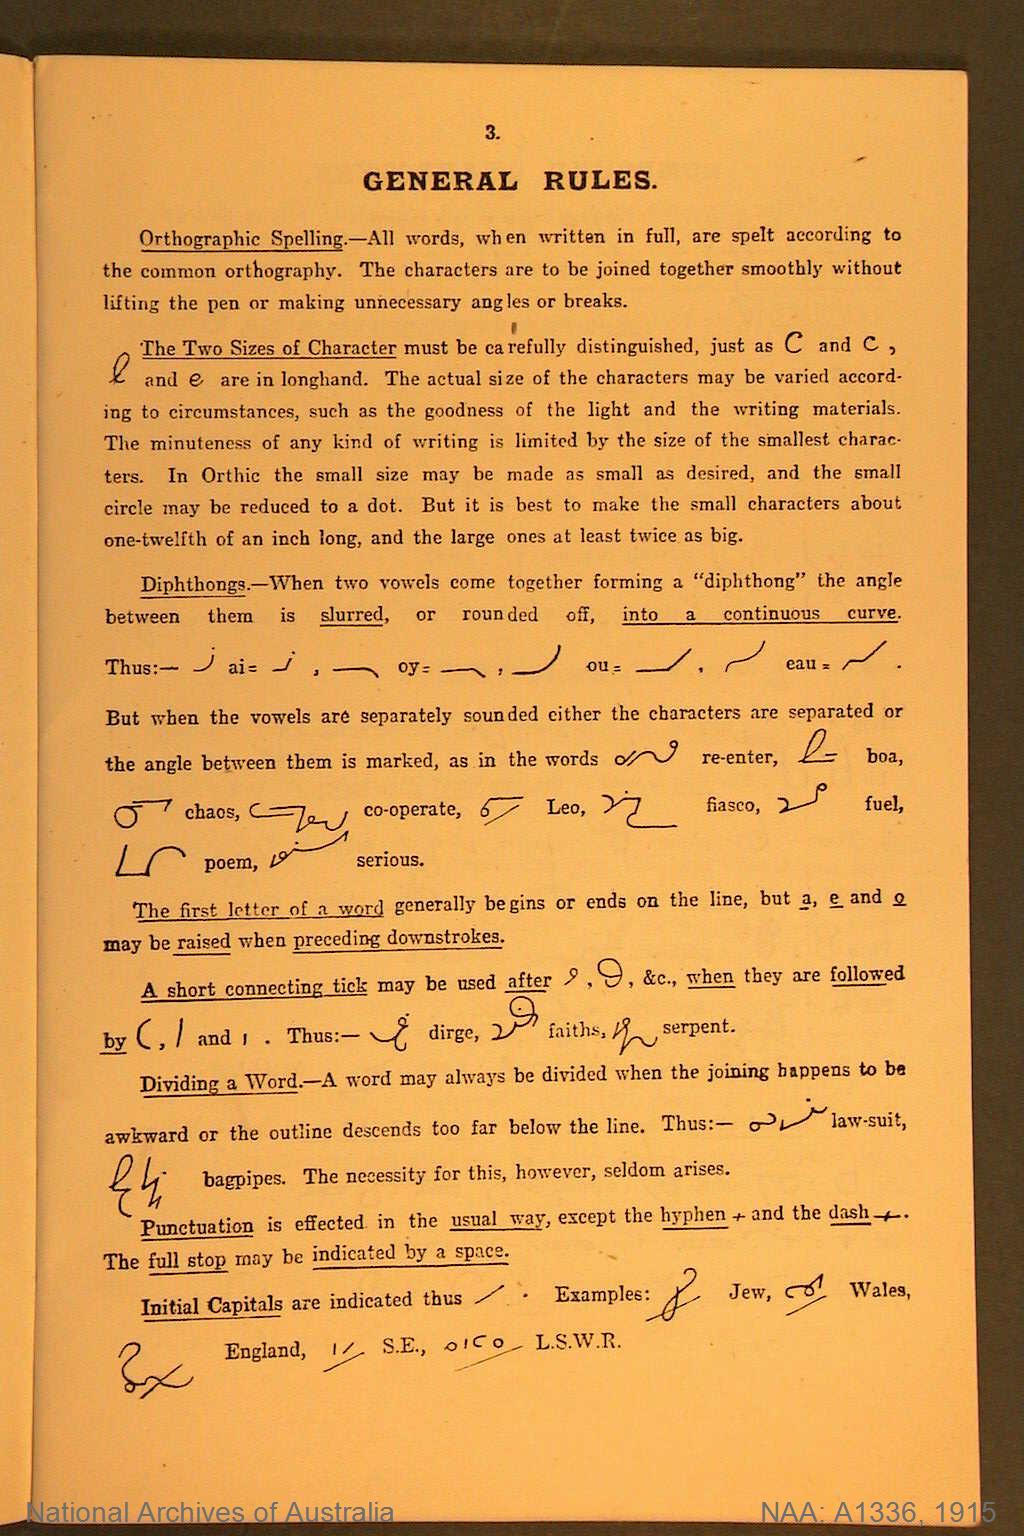 3.
GENERAL RULES.
Orthographic Spelling.—All words, when written in full, are spelt according to
the common orthography. The characters are to be joined together smoothly without
lifting the pen or making unnecessary angles or breaks.
The Two Sizes of Character must be carefully distinguished, just as C and c,
l and e are in longhand. The actual size of the characters may be varied accord-
ing to circumstances, such as the goodness of the light and the writing materials.
The minuteness of any kind of writing is limited by the size of the smallest charac-
ters. In Orthic the small size may be made as small as desired, and the small
circle may be reduced to a dot. But it is best to make the small characters about
one-twelfth of an inch long, and the large ones at least twice as big.
Diphthongs.—When two vowels come together forming a "diphthong" the angle
between them is slurred, or rounded off, into a continuous curve.
Thus:— ai= , oy= , ou= , eau= .
But when the vowels are separately sounded either the characters are separated or
the angle between them is marked, as in the words re-enter, boa,
chaos, co-operate, Leo, fiasco, fuel,
poem, serious.
The first letter of a word generally begins or ends on the line, but a, e and o
may be raised when preceding downstrokes.
A short connecting tick may be used after , , &c., when they are followed
by , and . Thus:— dirge, faiths, serpent.
Dividing a Word.—A word may always be divided when the joining happens to be
awkward or the outline descends too far below the line. Thus:— law-suit,
bagpipes. The necessity for this, however, seldom arises.
Punctuation is effected in the usual way, except the hyphen and the dash .
The full stop may be indicated by a space.
Initial Capitals are indicated thus . Examples: Jew, Wales,
England, S.E., L.S.W.R.
National Archives of Australia NAA: A1336, 1915